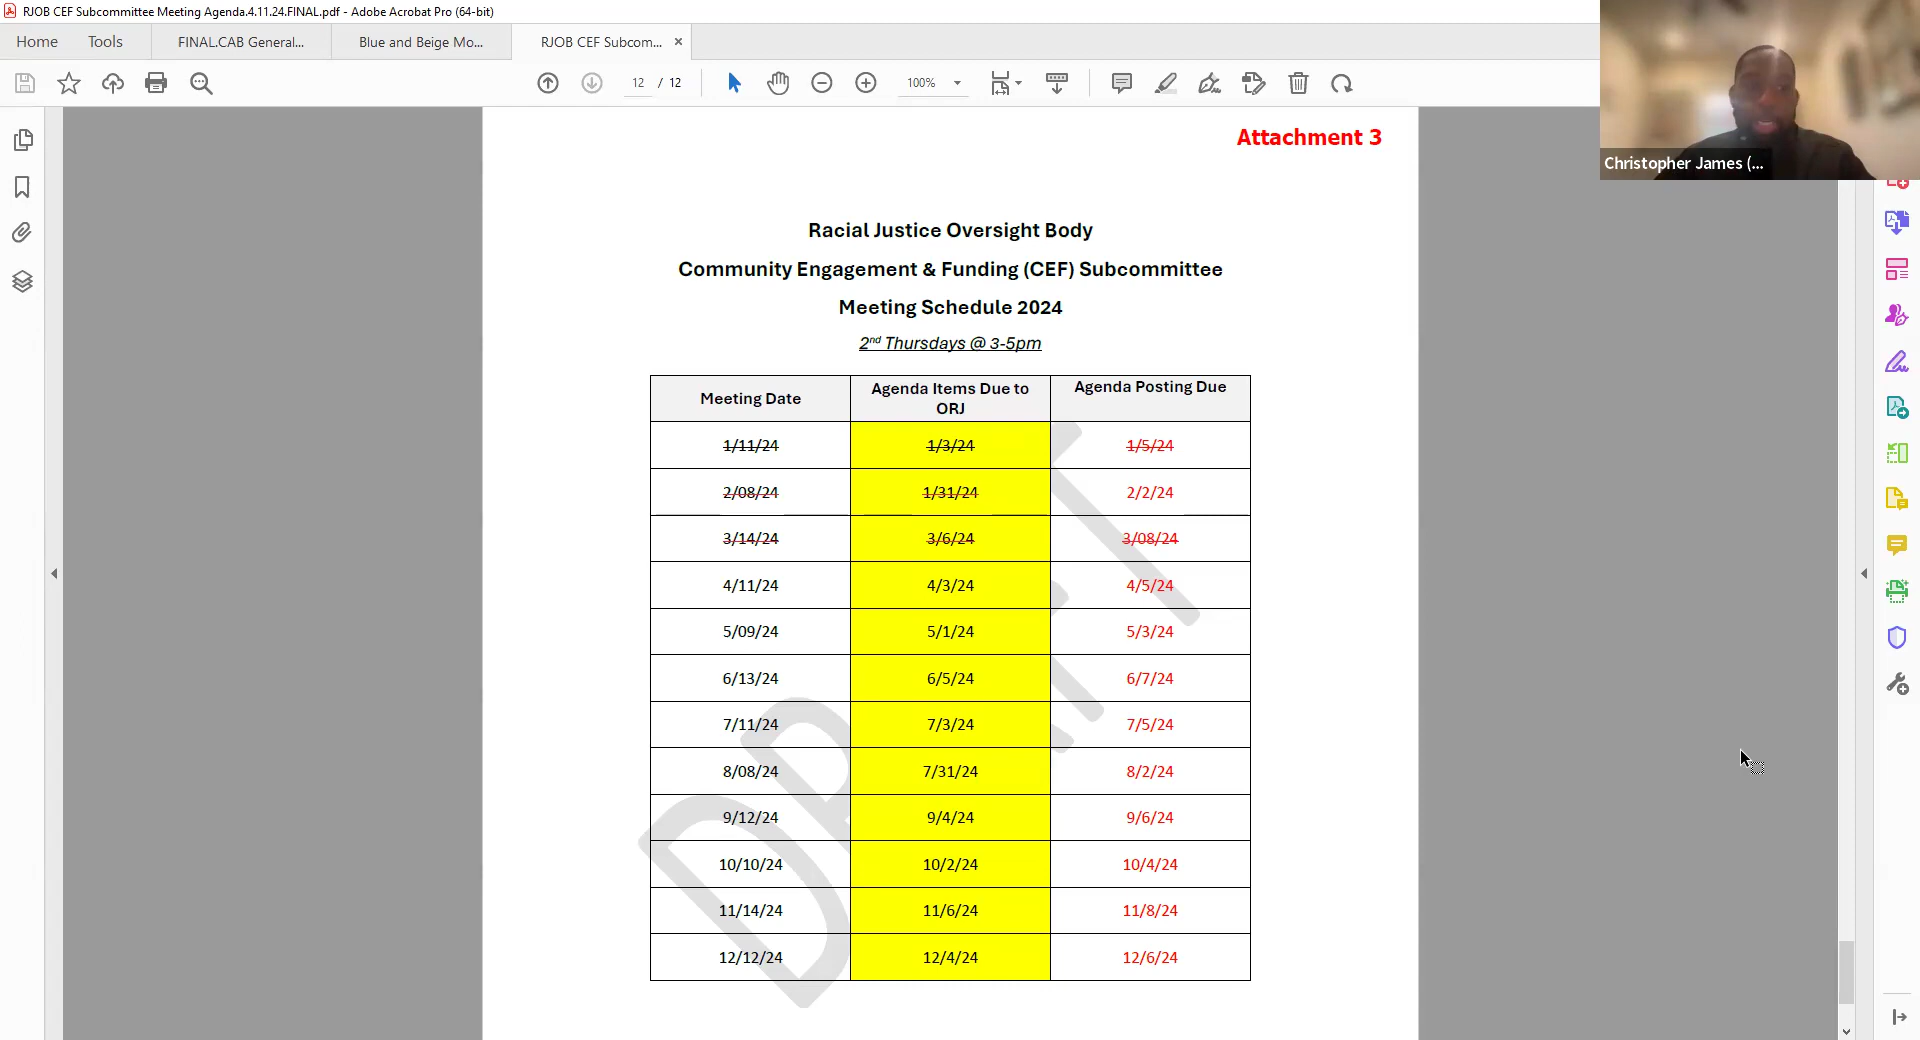 RJOB CEF Subcommittee Meeting Agenda.4.11.24.FINAL.pdf - Adobe Acrobat Pro (64-bit)
Home Tools FINAL.CAB General... Blue and Beige Mo... RJOB CEF Subcom... ×
12 / 12 100%
Christopher James (...
Attachment 3
Racial Justice Oversight Body
Community Engagement & Funding (CEF) Subcommittee
Meeting Schedule 2024
2nd Thursdays @ 3-5pm
Meeting Date Agenda Items Due to ORJ Agenda Posting Due
1/11/24 1/3/24 1/5/24
2/08/24 1/31/24 2/2/24
3/14/24 3/6/24 3/08/24
4/11/24 4/3/24 4/5/24
5/09/24 5/1/24 5/3/24
6/13/24 6/5/24 6/7/24
7/11/24 7/3/24 7/5/24
8/08/24 7/31/24 8/2/24
9/12/24 9/4/24 9/6/24
10/10/24 10/2/24 10/4/24
11/14/24 11/6/24 11/8/24
12/12/24 12/4/24 12/6/24
DRAFT